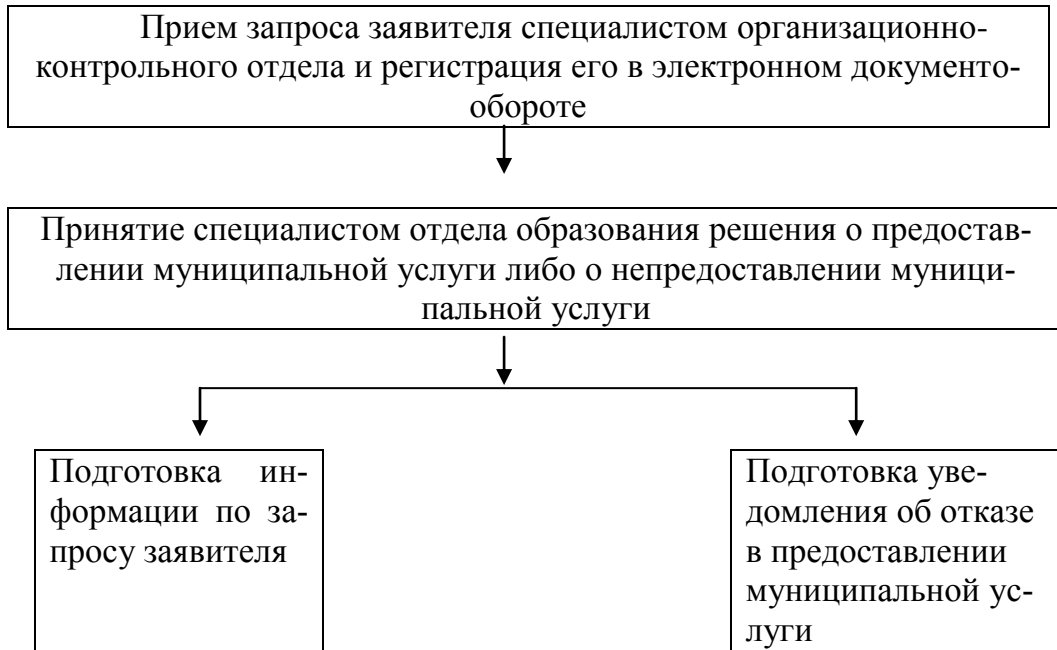 Прием запроса заявителя специалистом организационно-
контрольного отдела и регистрация его в электронном документо-
обороте
Принятие специалистом отдела образования решения о предостав-
лении муниципальной услуги либо о непредоставлении муници-
пальной услуги
Подготовка ин-
формации по за-
просу заявителя
Подготовка уве-
домления об отказе
в предоставлении
муниципальной ус-
луги